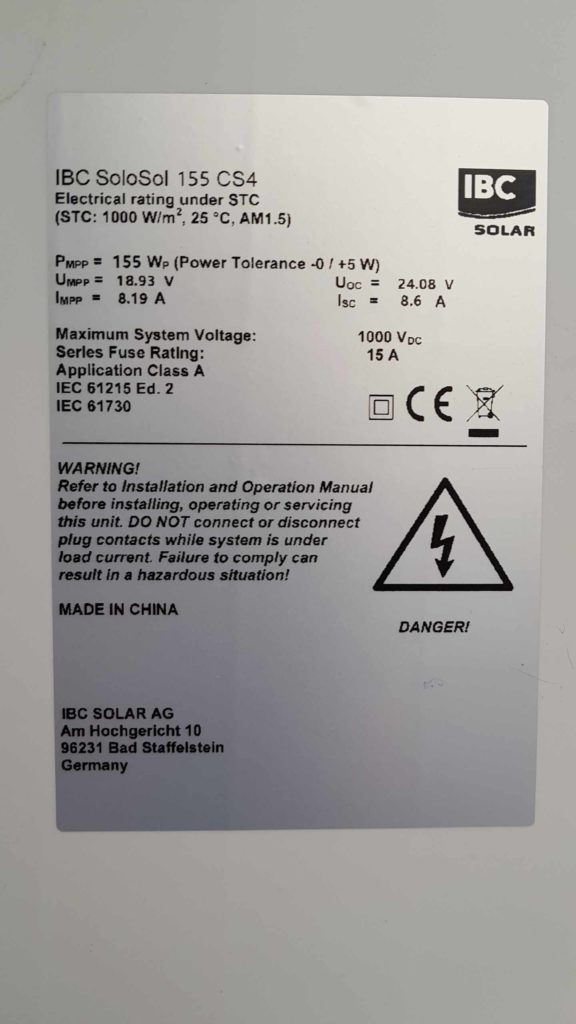 IBC SoloSol 155 CS4
Electrical rating under STC
(STC: 1000 W/m², 25 °C, AM1.5)
IBC
SOLAR
PMPP = 155 WP (Power Tolerance -0 / +5 W)
UMPP = 18.93 V UOC = 24.08 V
IMPP = 8.19 A ISC = 8.6 A
Maximum System Voltage: 1000 VDC
Series Fuse Rating: 15 A
Application Class A
IEC 61215 Ed. 2
IEC 61730
CE
WARNING!
Refer to Installation and Operation Manual
before installing, operating or servicing
this unit. DO NOT connect or disconnect
plug contacts while system is under
load current. Failure to comply can
result in a hazardous situation!
MADE IN CHINA
DANGER!
IBC SOLAR AG
Am Hochgericht 10
96231 Bad Staffelstein
Germany